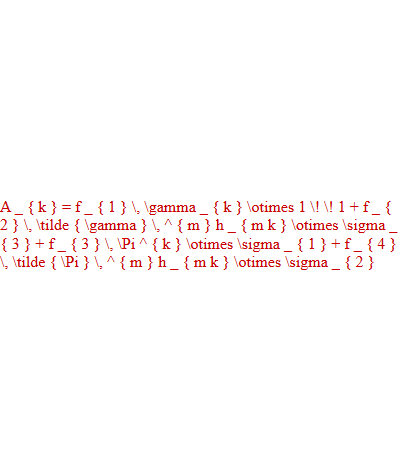 A _ { k } = f _ { 1 } \, \gamma _ { k } \otimes 1 \! \! 1 + f _ {
2 } \, \tilde { \gamma } \, ^ { m } h _ { m k } \otimes \sigma _
{ 3 } + f _ { 3 } \, \Pi ^ { k } \otimes \sigma _ { 1 } + f _ { 4 }
\, \tilde { \Pi } \, ^ { m } h _ { m k } \otimes \sigma _ { 2 }